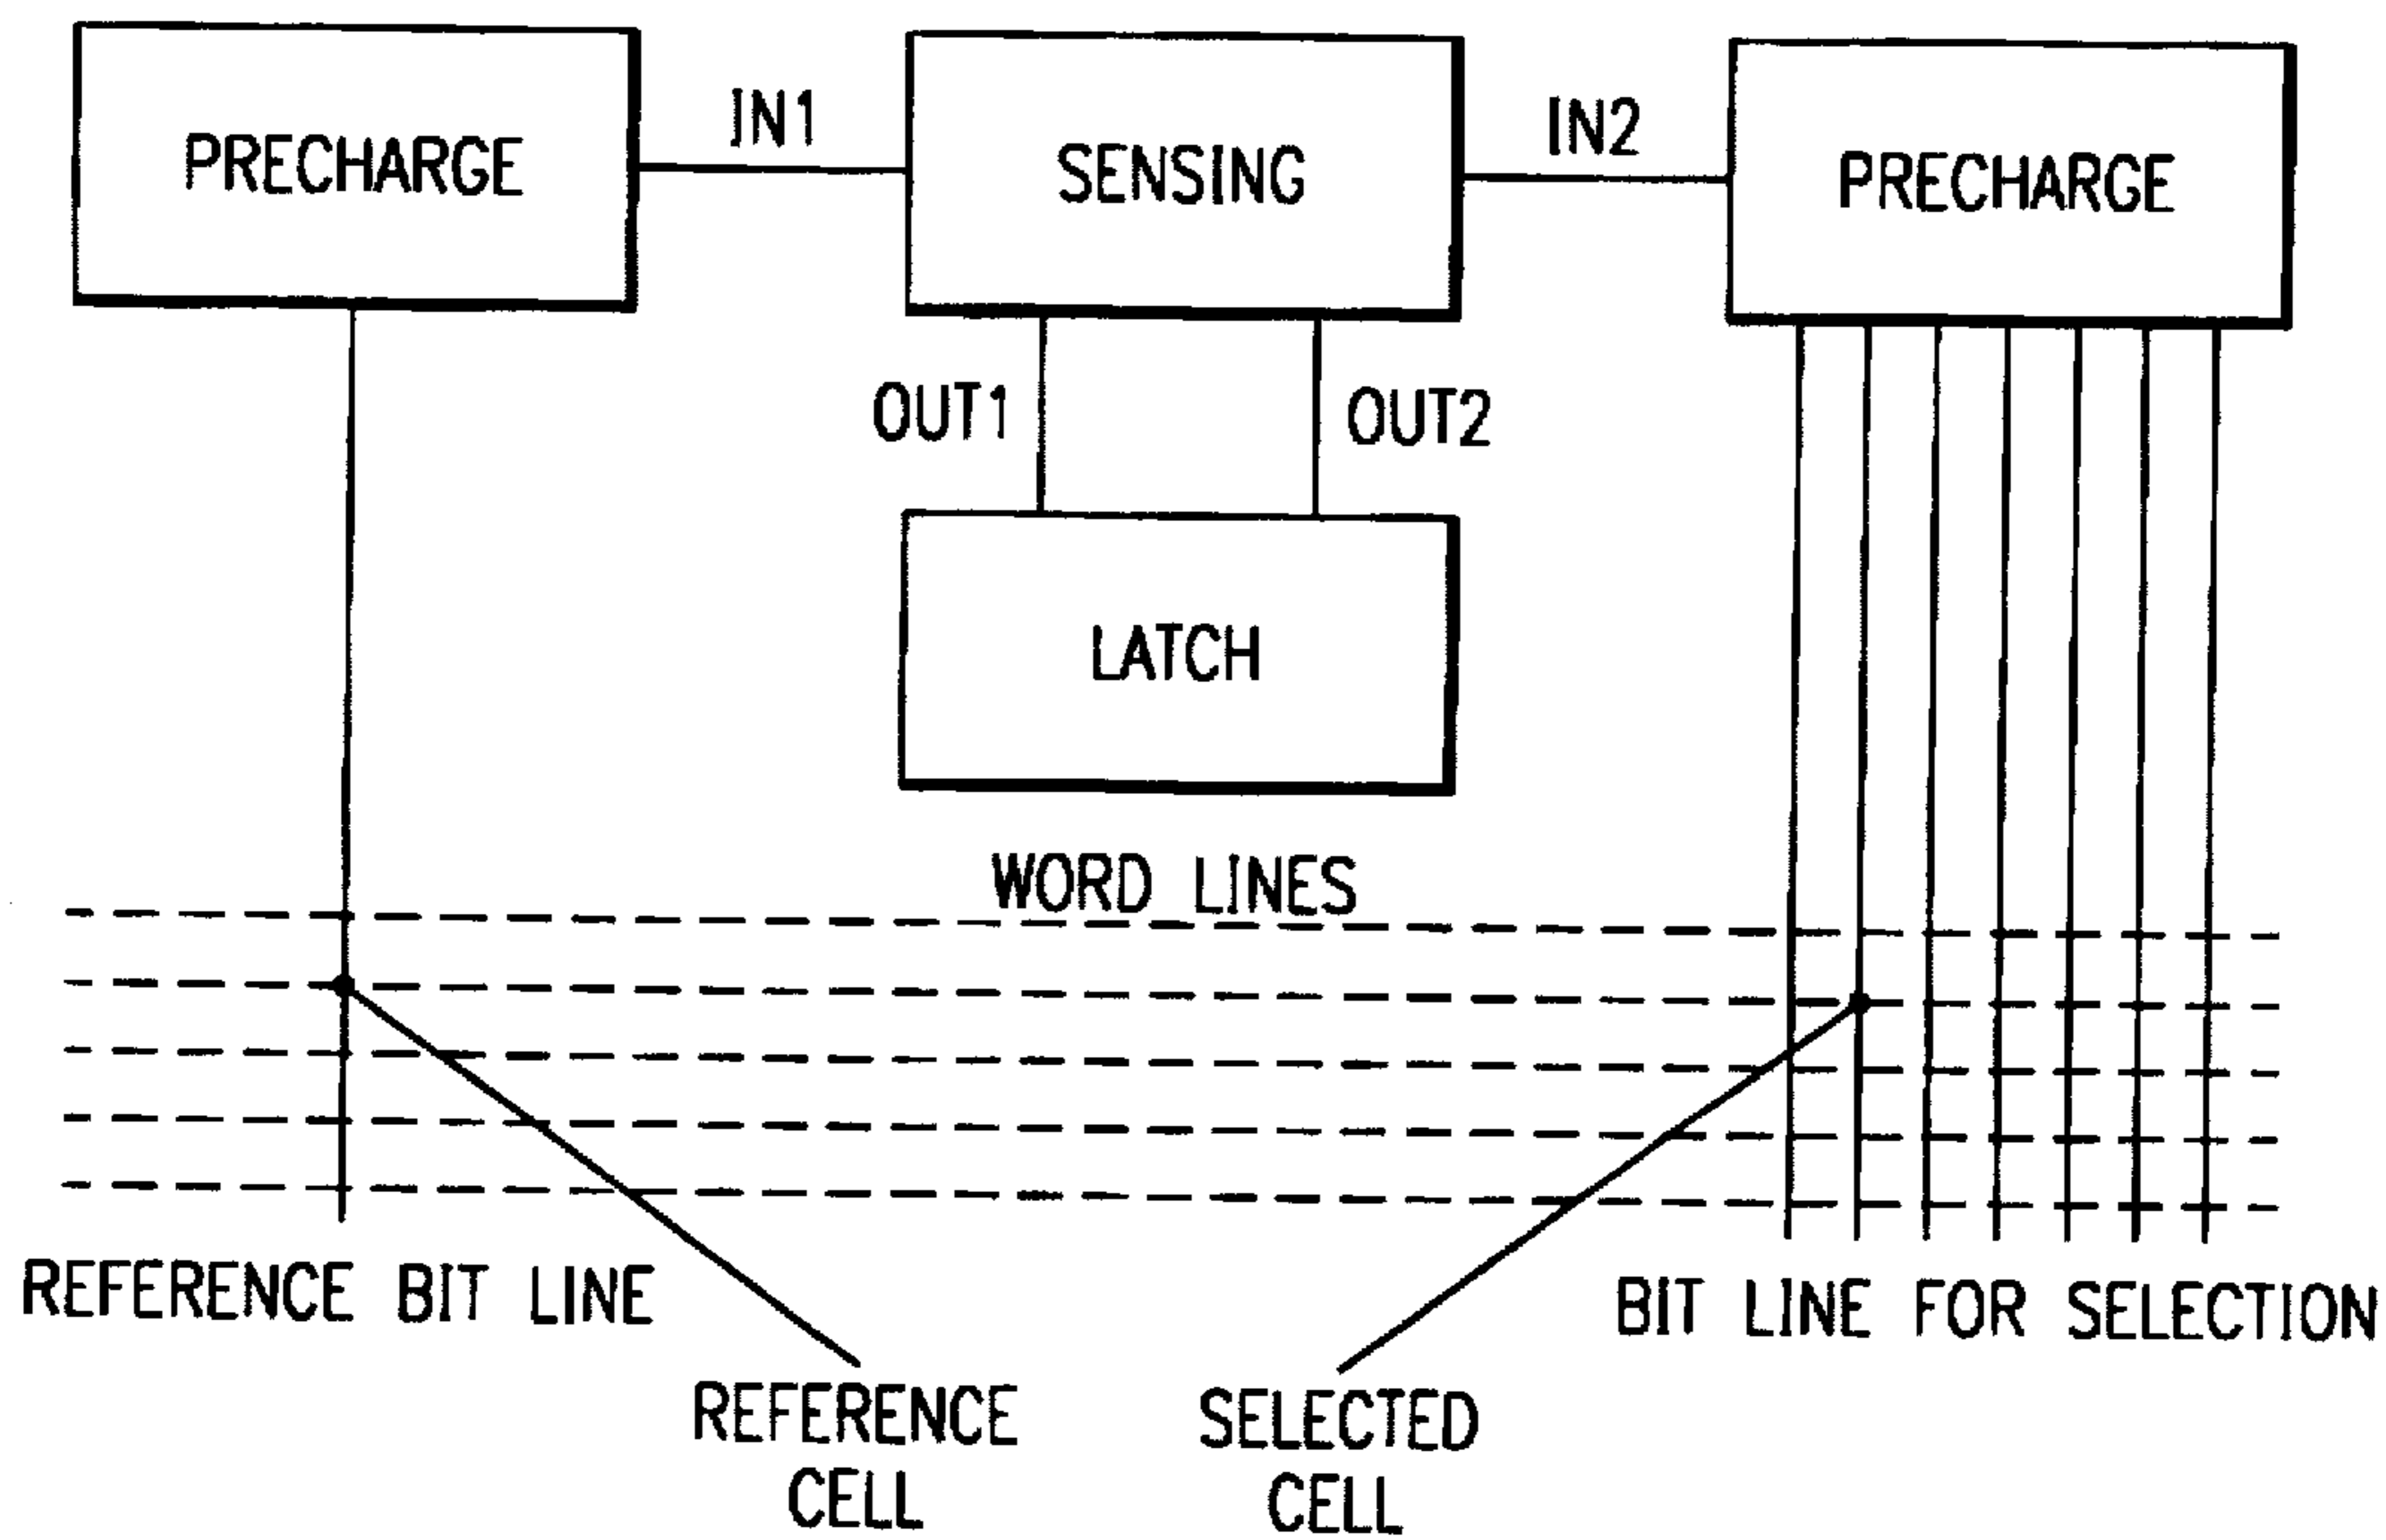 PRECHARGE
IN1
SENSING
IN2
PRECHARGE
OUT1
OUT2
LATCH
WORD LINES
REFERENCE BIT LINE
BIT LINE FOR SELECTION
REFERENCE
CELL
SELECTED
CELL